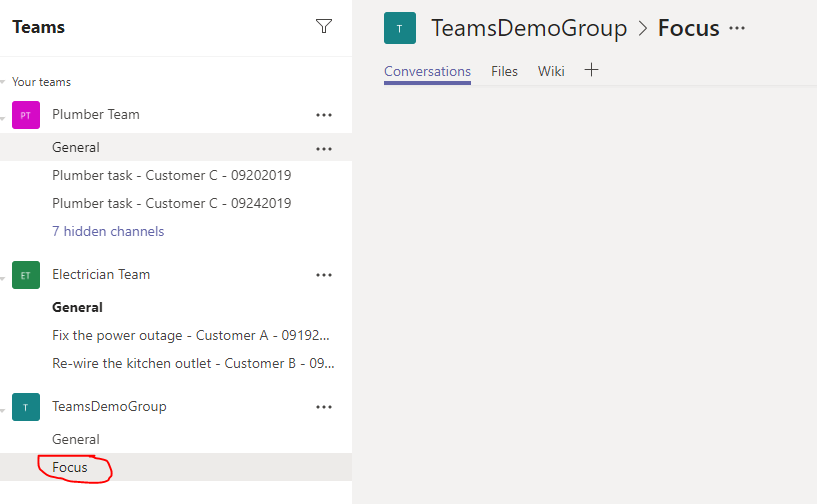 Teams
Your teams
PT Plumber Team
General
Plumber task - Customer C - 09202019
Plumber task - Customer C - 09242019
7 hidden channels
ET Electrician Team
General
Fix the power outage - Customer A - 09192...
Re-wire the kitchen outlet - Customer B - 09...
T TeamsDemoGroup
General
Focus
T TeamsDemoGroup > Focus ...
Conversations Files Wiki +